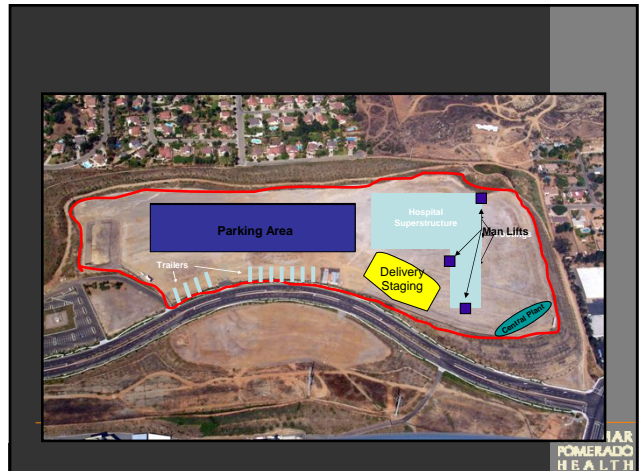 Hospital
Superstructure
Parking Area
Man Lifts
Trailers
Delivery
Staging
Central Plant
POMERADO
HEALTH